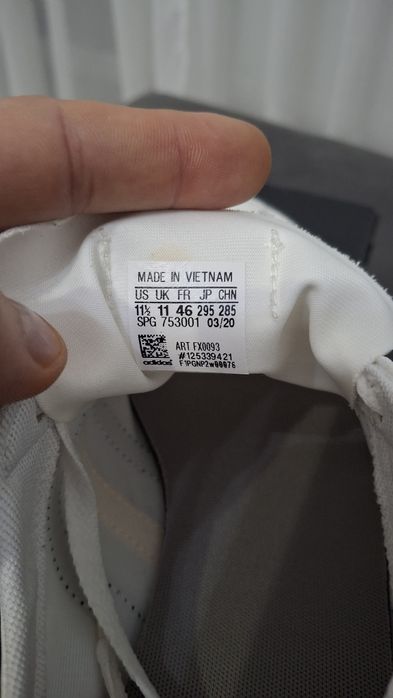 MADE IN VIETNAM
US UK FR JP CHN
11½ 11 46 295 285
SPG 753001 03/20
ART FX0093
#125339421
adidas F1PGNP2w00076